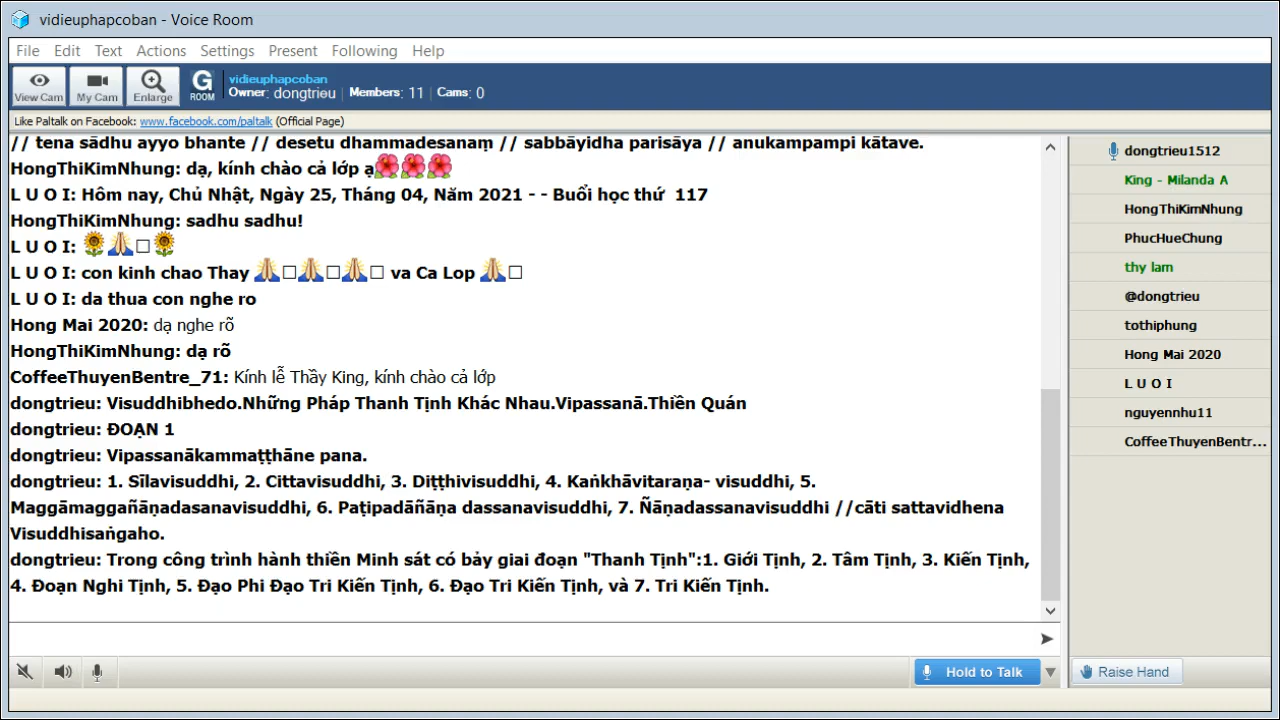 vidieuphapcoban - Voice Room
File Edit Text Actions Settings Present Following Help
View Cam My Cam Enlarge G ROOM vidieuphapcoban
Owner: dongtrieu | Members: 11 | Cams: 0
Like Paltalk on Facebook: www.facebook.com/paltalk (Official Page)
// tena sādhu ayyo bhante // desetu dhammadesanaṃ // sabbāyidha parisāya // anukampampi kātave.
HongThiKimNhung: dạ, kính chào cả lớp ạ🌺🌺🌺
L U O I: Hôm nay, Chủ Nhật, Ngày 25, Tháng 04, Năm 2021 - - Buổi học thứ 117
HongThiKimNhung: sadhu sadhu!
L U O I: 🌻🙏□🌻
L U O I: con kinh chao Thay 🙏□🙏□🙏□ va Ca Lop 🙏□
L U O I: da thua con nghe ro
Hong Mai 2020: dạ nghe rõ
HongThiKimNhung: dạ rõ
CoffeeThuyenBentre_71: Kính lễ Thầy King, kính chào cả lớp
dongtrieu: Visuddhibhedo.Những Pháp Thanh Tịnh Khác Nhau.Vipassanā.Thiền Quán
dongtrieu: ĐOẠN 1
dongtrieu: Vipassanākammaṭṭhāne pana.
dongtrieu: 1. Sīlavisuddhi, 2. Cittavisuddhi, 3. Diṭṭhivisuddhi, 4. Kaṅkhāvitaraṇa- visuddhi, 5.
Maggāmaggañāṇadasanavisuddhi, 6. Paṭipadāñāṇa dassanavisuddhi, 7. Ñāṇadassanavisuddhi //cāti sattavidhena
Visuddhisaṅgaho.
dongtrieu: Trong công trình hành thiền Minh sát có bảy giai đoạn "Thanh Tịnh":1. Giới Tịnh, 2. Tâm Tịnh, 3. Kiến Tịnh,
4. Đoạn Nghi Tịnh, 5. Đạo Phi Đạo Tri Kiến Tịnh, 6. Đạo Tri Kiến Tịnh, và 7. Tri Kiến Tịnh.
dongtrieu1512
King - Milanda A
HongThiKimNhung
PhucHueChung
thy lam
@dongtrieu
tothiphung
Hong Mai 2020
L U O I
nguyennhu11
CoffeeThuyenBentr...
Hold to Talk
Raise Hand